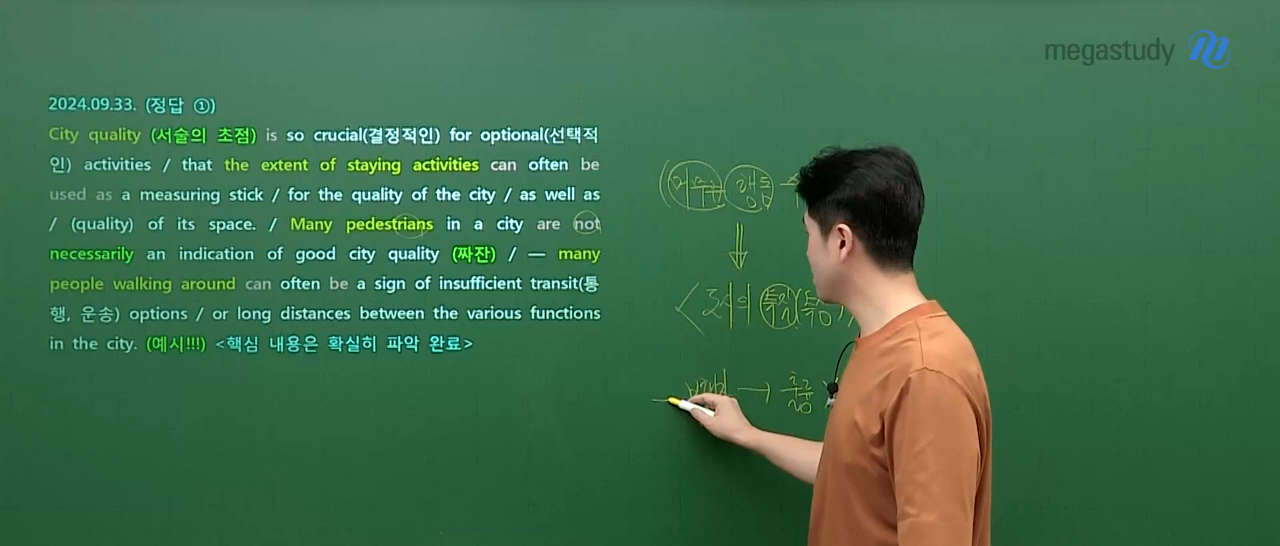 megastudy
2024.09.33. (정답 ①)
City quality (서술의 초점) is so crucial(결정적인) for optional(선택적
인) activities / that the extent of staying activities can often be
used as a measuring stick / for the quality of the city / as well as
/ (quality) of its space. / Many pedestrians in a city are not
necessarily an indication of good city quality (짜잔) / — many
people walking around can often be a sign of insufficient transit(통
행, 운송) options / or long distances between the various functions
in the city. (예시!!!) <핵심 내용은 확실히 파악 완료>
행동